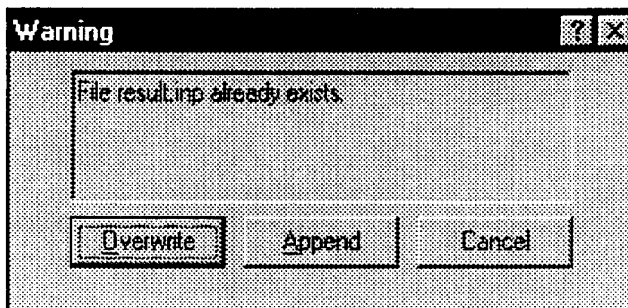 Warning
File result.inp already exists.
Overwrite Append Cancel